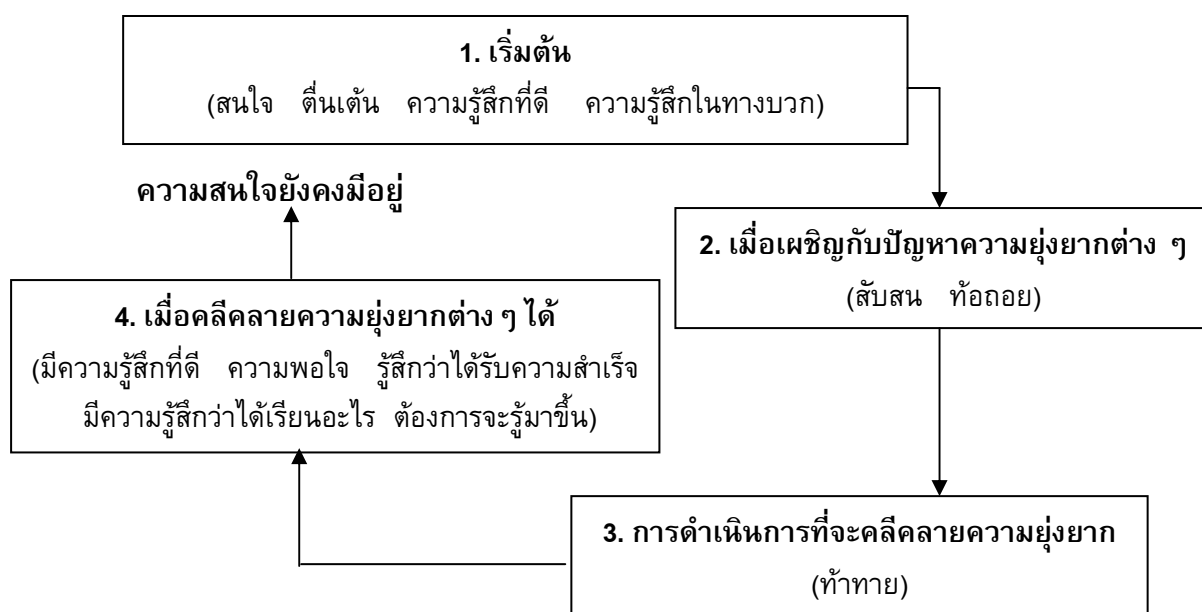 1. เริ่มต้น
(สนใจ ตื่นเต้น ความรู้สึกที่ดี ความรู้สึกในทางบวก)
ความสนใจยังคงมีอยู่
2. เมื่อเผชิญกับปัญหาความยุ่งยากต่าง ๆ
(สับสน ท้อถอย)
4. เมื่อคลีคลายความยุ่งยากต่าง ๆ ได้
(มีความรู้สึกที่ดี ความพอใจ รู้สึกว่าได้รับความสำเร็จ
มีความรู้สึกว่าได้เรียนอะไร ต้องการจะรู้มาขึ้น)
3. การดำเนินการที่จะคลีคลายความยุ่งยาก
(ท้าทาย)